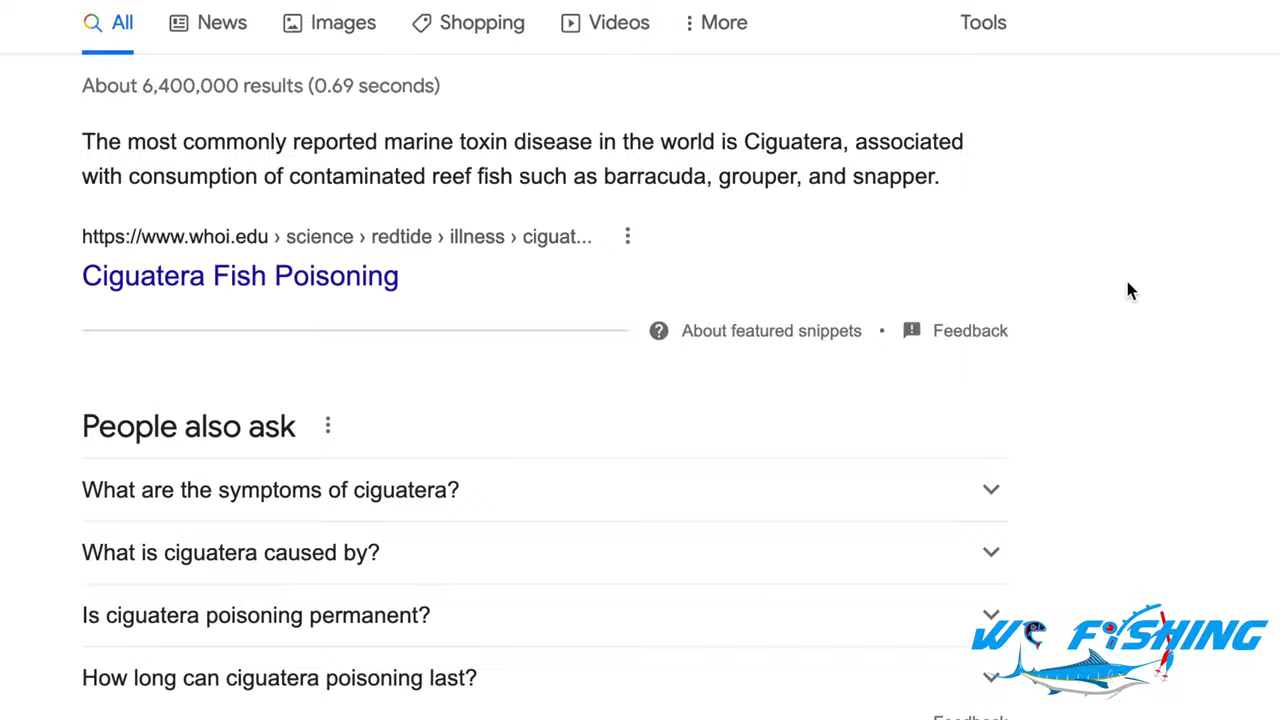 All News Images Shopping Videos More Tools
About 6,400,000 results (0.69 seconds)
The most commonly reported marine toxin disease in the world is Ciguatera, associated
with consumption of contaminated reef fish such as barracuda, grouper, and snapper.
https://www.whoi.edu › science › redtide › illness › ciguat...
Ciguatera Fish Poisoning
About featured snippets • Feedback
People also ask
What are the symptoms of ciguatera?
What is ciguatera caused by?
Is ciguatera poisoning permanent?
How long can ciguatera poisoning last?
FiSHING
Feedback